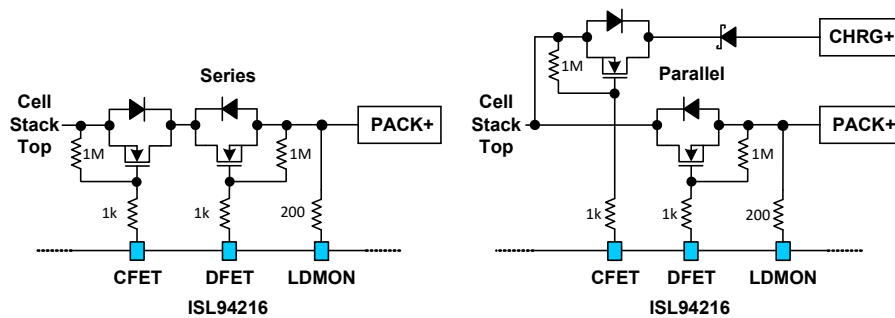 Series
Cell
Stack
Top
1M
1M
PACK+
1k
1k
200
CFET
DFET
LDMON
ISL94216
CHRG+
1M
Parallel
Cell
Stack
Top
PACK+
1M
1k
1k
200
CFET
DFET
LDMON
ISL94216